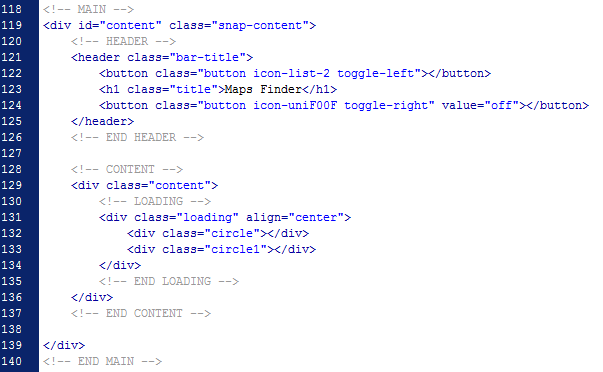 118 <!-- MAIN -->
119 <div id="content" class="snap-content">
120     <!-- HEADER -->
121     <header class="bar-title">
122         <button class="button icon-list-2 toggle-left"></button>
123         <h1 class="title">Maps Finder</h1>
124         <button class="button icon-uniF00F toggle-right" value="off"></button>
125     </header>
126     <!-- END HEADER -->
127
128     <!-- CONTENT -->
129     <div class="content">
130         <!-- LOADING -->
131         <div class="loading" align="center">
132             <div class="circle"></div>
133             <div class="circle1"></div>
134         </div>
135         <!-- END LOADING -->
136     </div>
137     <!-- END CONTENT -->
138
139 </div>
140 <!-- END MAIN -->